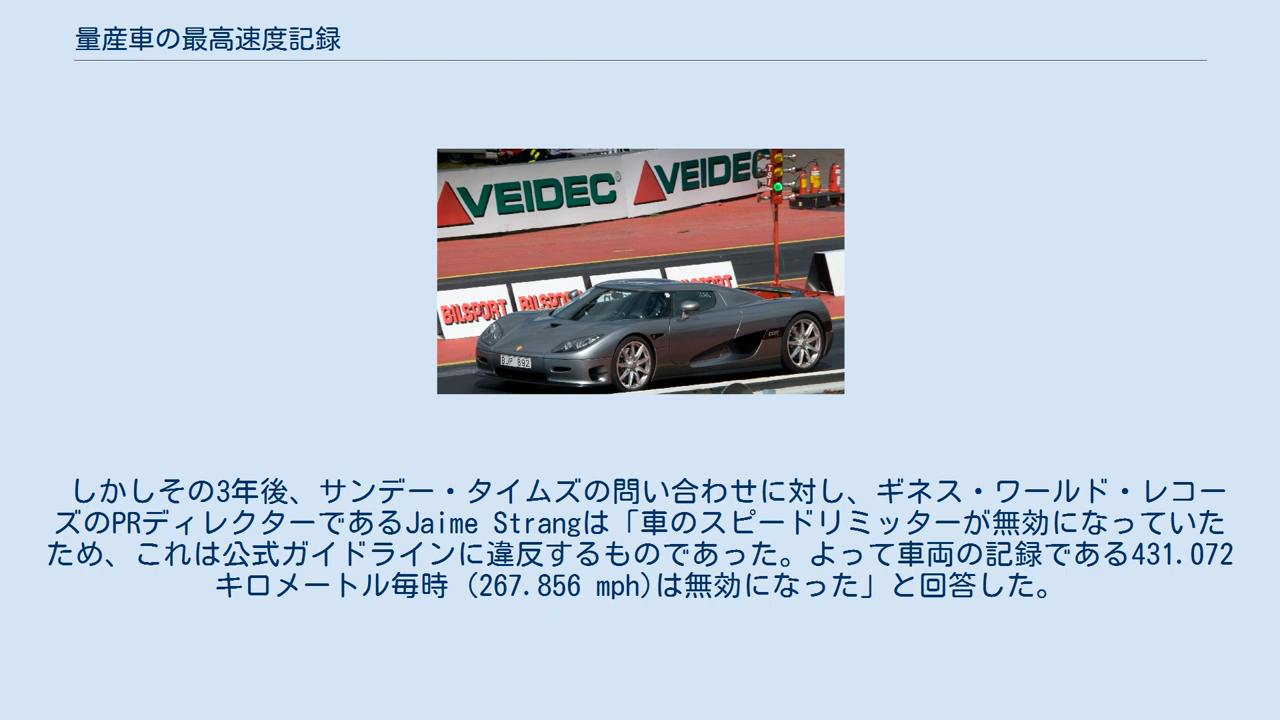 量産車の最高速度記録
VEIDEC®
VEIDEC
BILSPORT
BILSPORT
DJP 892
しかしその3年後、サンデー・タイムズの問い合わせに対し、ギネス・ワールド・レコー
ズのPRディレクターであるJaime Strangは「車のスピードリミッターが無効になっていた
ため、これは公式ガイドラインに違反するものであった。よって車両の記録である431.072
キロメートル毎時 (267.856 mph)は無効になった」と回答した。